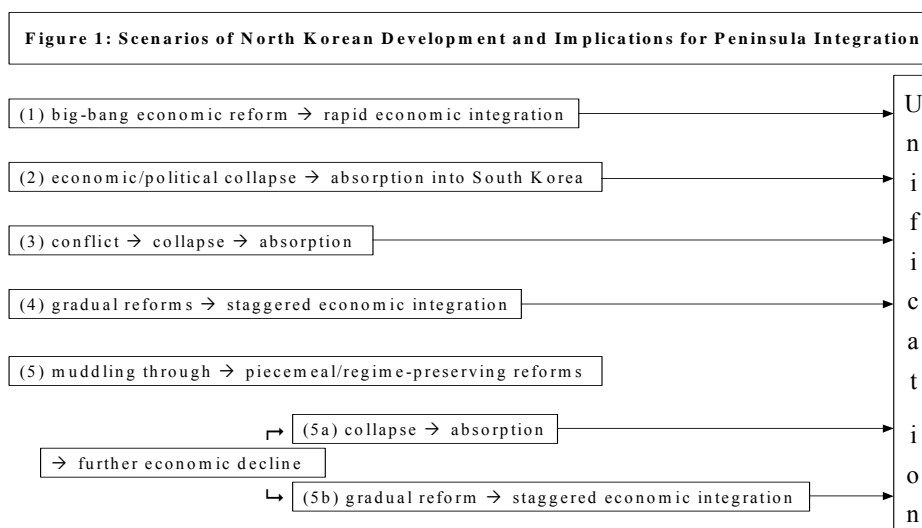 Figure 1: Scenarios of North Korean Development and Implications for Peninsula Integration
(1) big-bang economic reform → rapid economic integration
(2) economic/political collapse → absorption into South Korea
(3) conflict → collapse → absorption
(4) gradual reforms → staggered economic integration
(5) muddling through → piecemeal/regime-preserving reforms
(5a) collapse → absorption
→ further economic decline
(5b) gradual reform → staggered economic integration
Unification